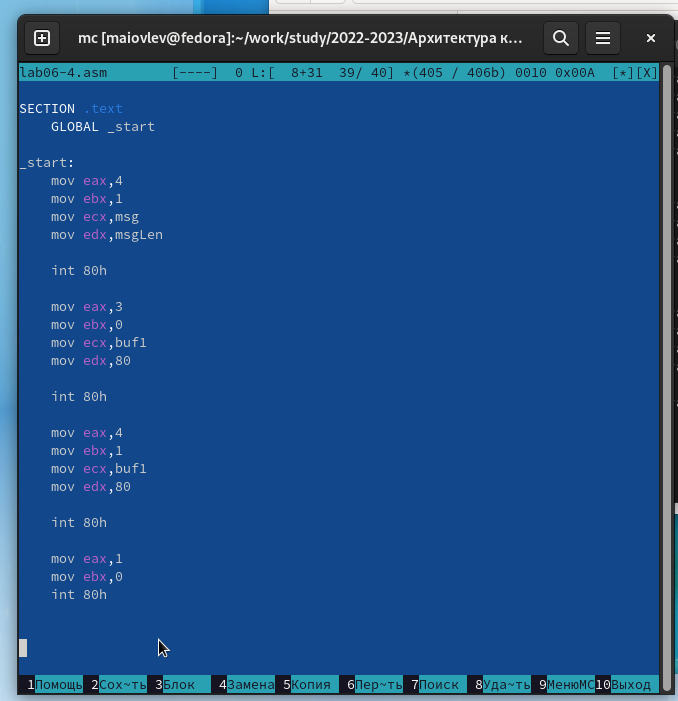 mc [maiovlev@fedora]:~/work/study/2022-2023/Архитектура к...
lab06-4.asm [----] 0 L:[ 8+31 39/ 40] *(405 / 406b) 0010 0x00A [*][X]
SECTION .text
GLOBAL _start
_start:
mov eax,4
mov ebx,1
mov ecx,msg
mov edx,msgLen
int 80h
mov eax,3
mov ebx,0
mov ecx,buf1
mov edx,80
int 80h
mov eax,4
mov ebx,1
mov ecx,buf1
mov edx,80
int 80h
mov eax,1
mov ebx,0
int 80h
1Помощь 2Сох~ть 3Блок 4Замена 5Копия 6Пер~ть 7Поиск 8Уда~ть 9МенюMC 10Выход